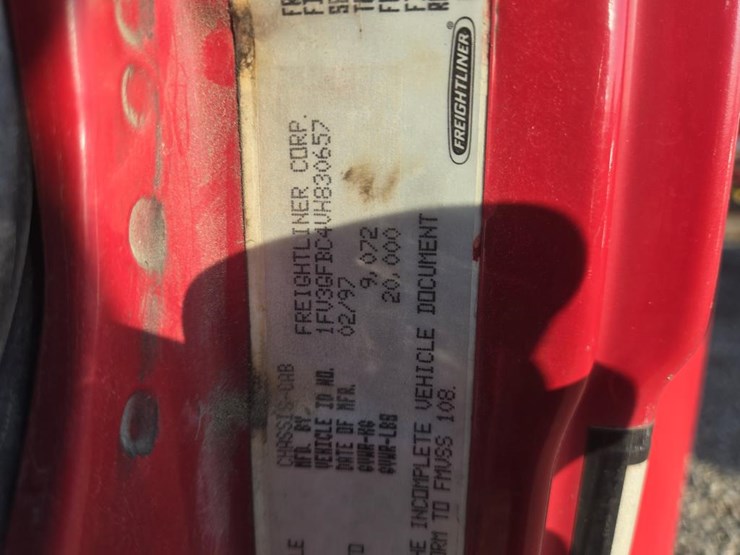 CHASSIS-CAB
MFD. BY FREIGHTLINER CORP.
VEHICLE ID NO. 1FV3GFBC4VH830657
DATE OF MFR. 02/97
GVWR-KG 9,072
GVWR-LBS 20,000
E INCOMPLETE VEHICLE DOCUMENT
RM TO FMVSS 108.
FREIGHTLINER